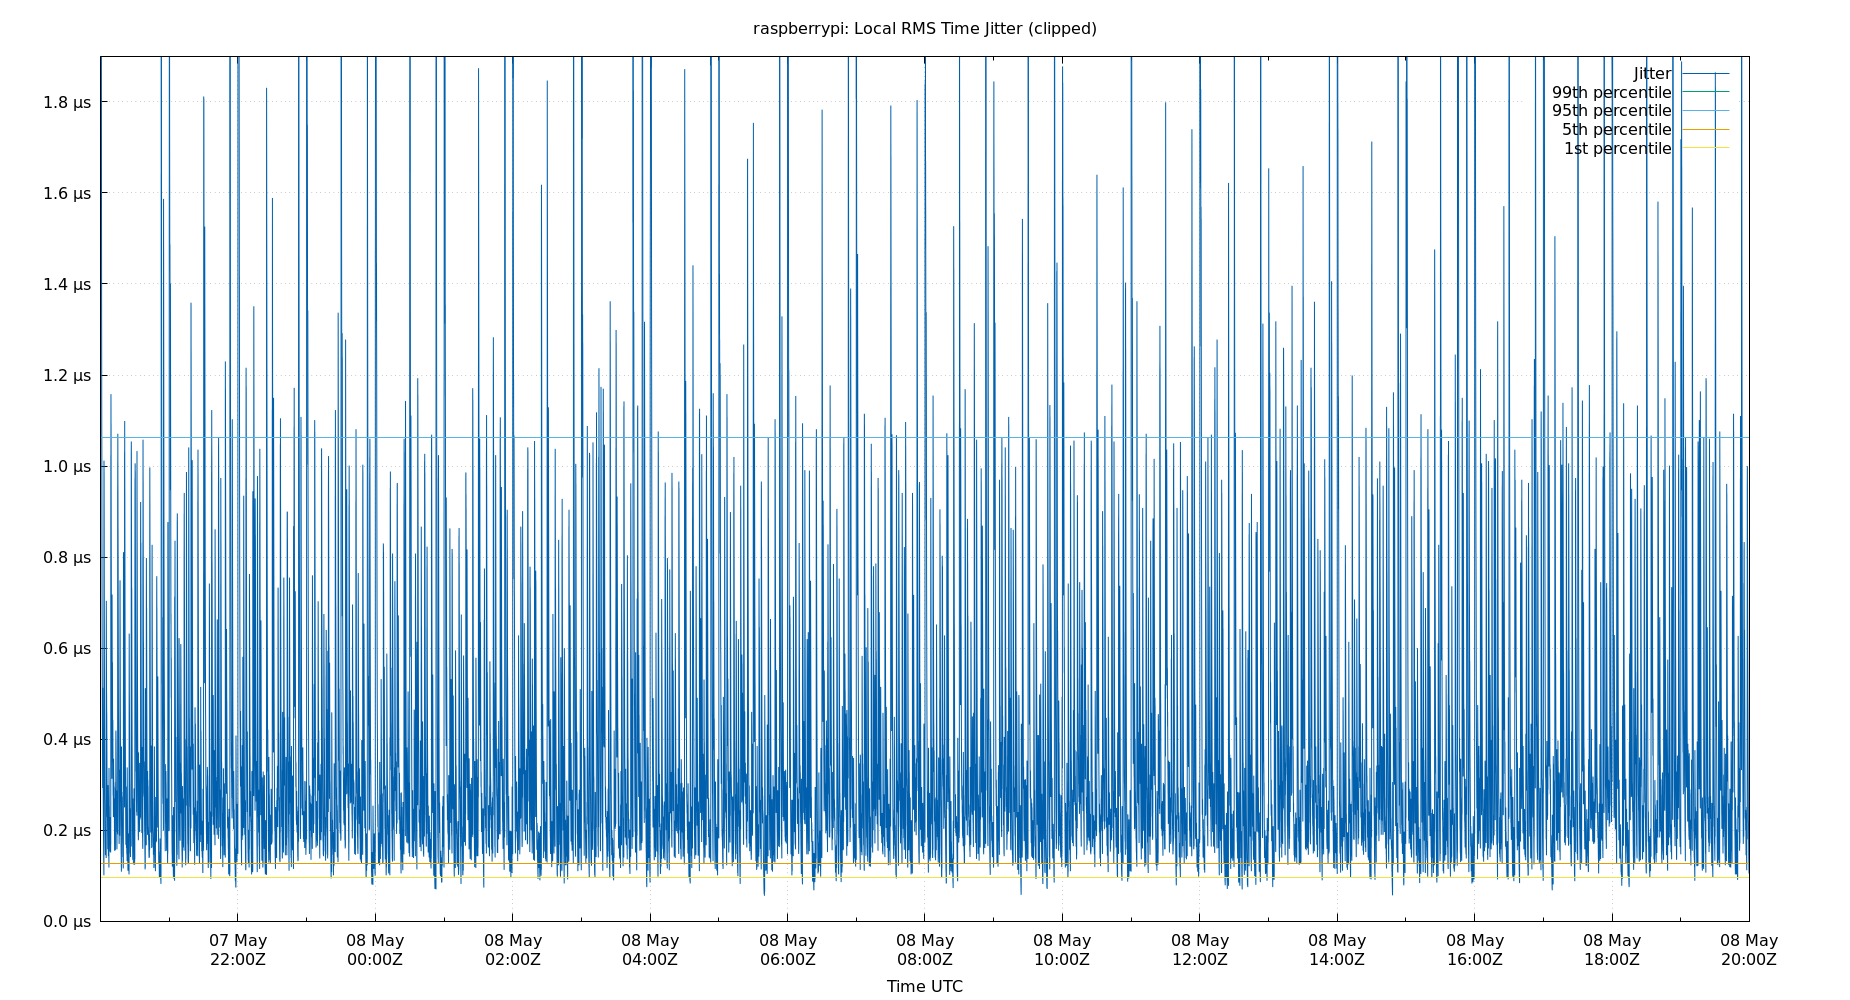 raspberrypi: Local RMS Time Jitter (clipped)
Jitter
99th percentile
95th percentile
5th percentile
1st percentile
1.8 μs
1.6 μs
1.4 μs
1.2 μs
1.0 μs
0.8 μs
0.6 μs
0.4 μs
0.2 μs
0.0 μs
07 May 08 May 08 May 08 May 08 May 08 May 08 May 08 May 08 May 08 May 08 May 08 May
22:00Z 00:00Z 02:00Z 04:00Z 06:00Z 08:00Z 10:00Z 12:00Z 14:00Z 16:00Z 18:00Z 20:00Z
Time UTC